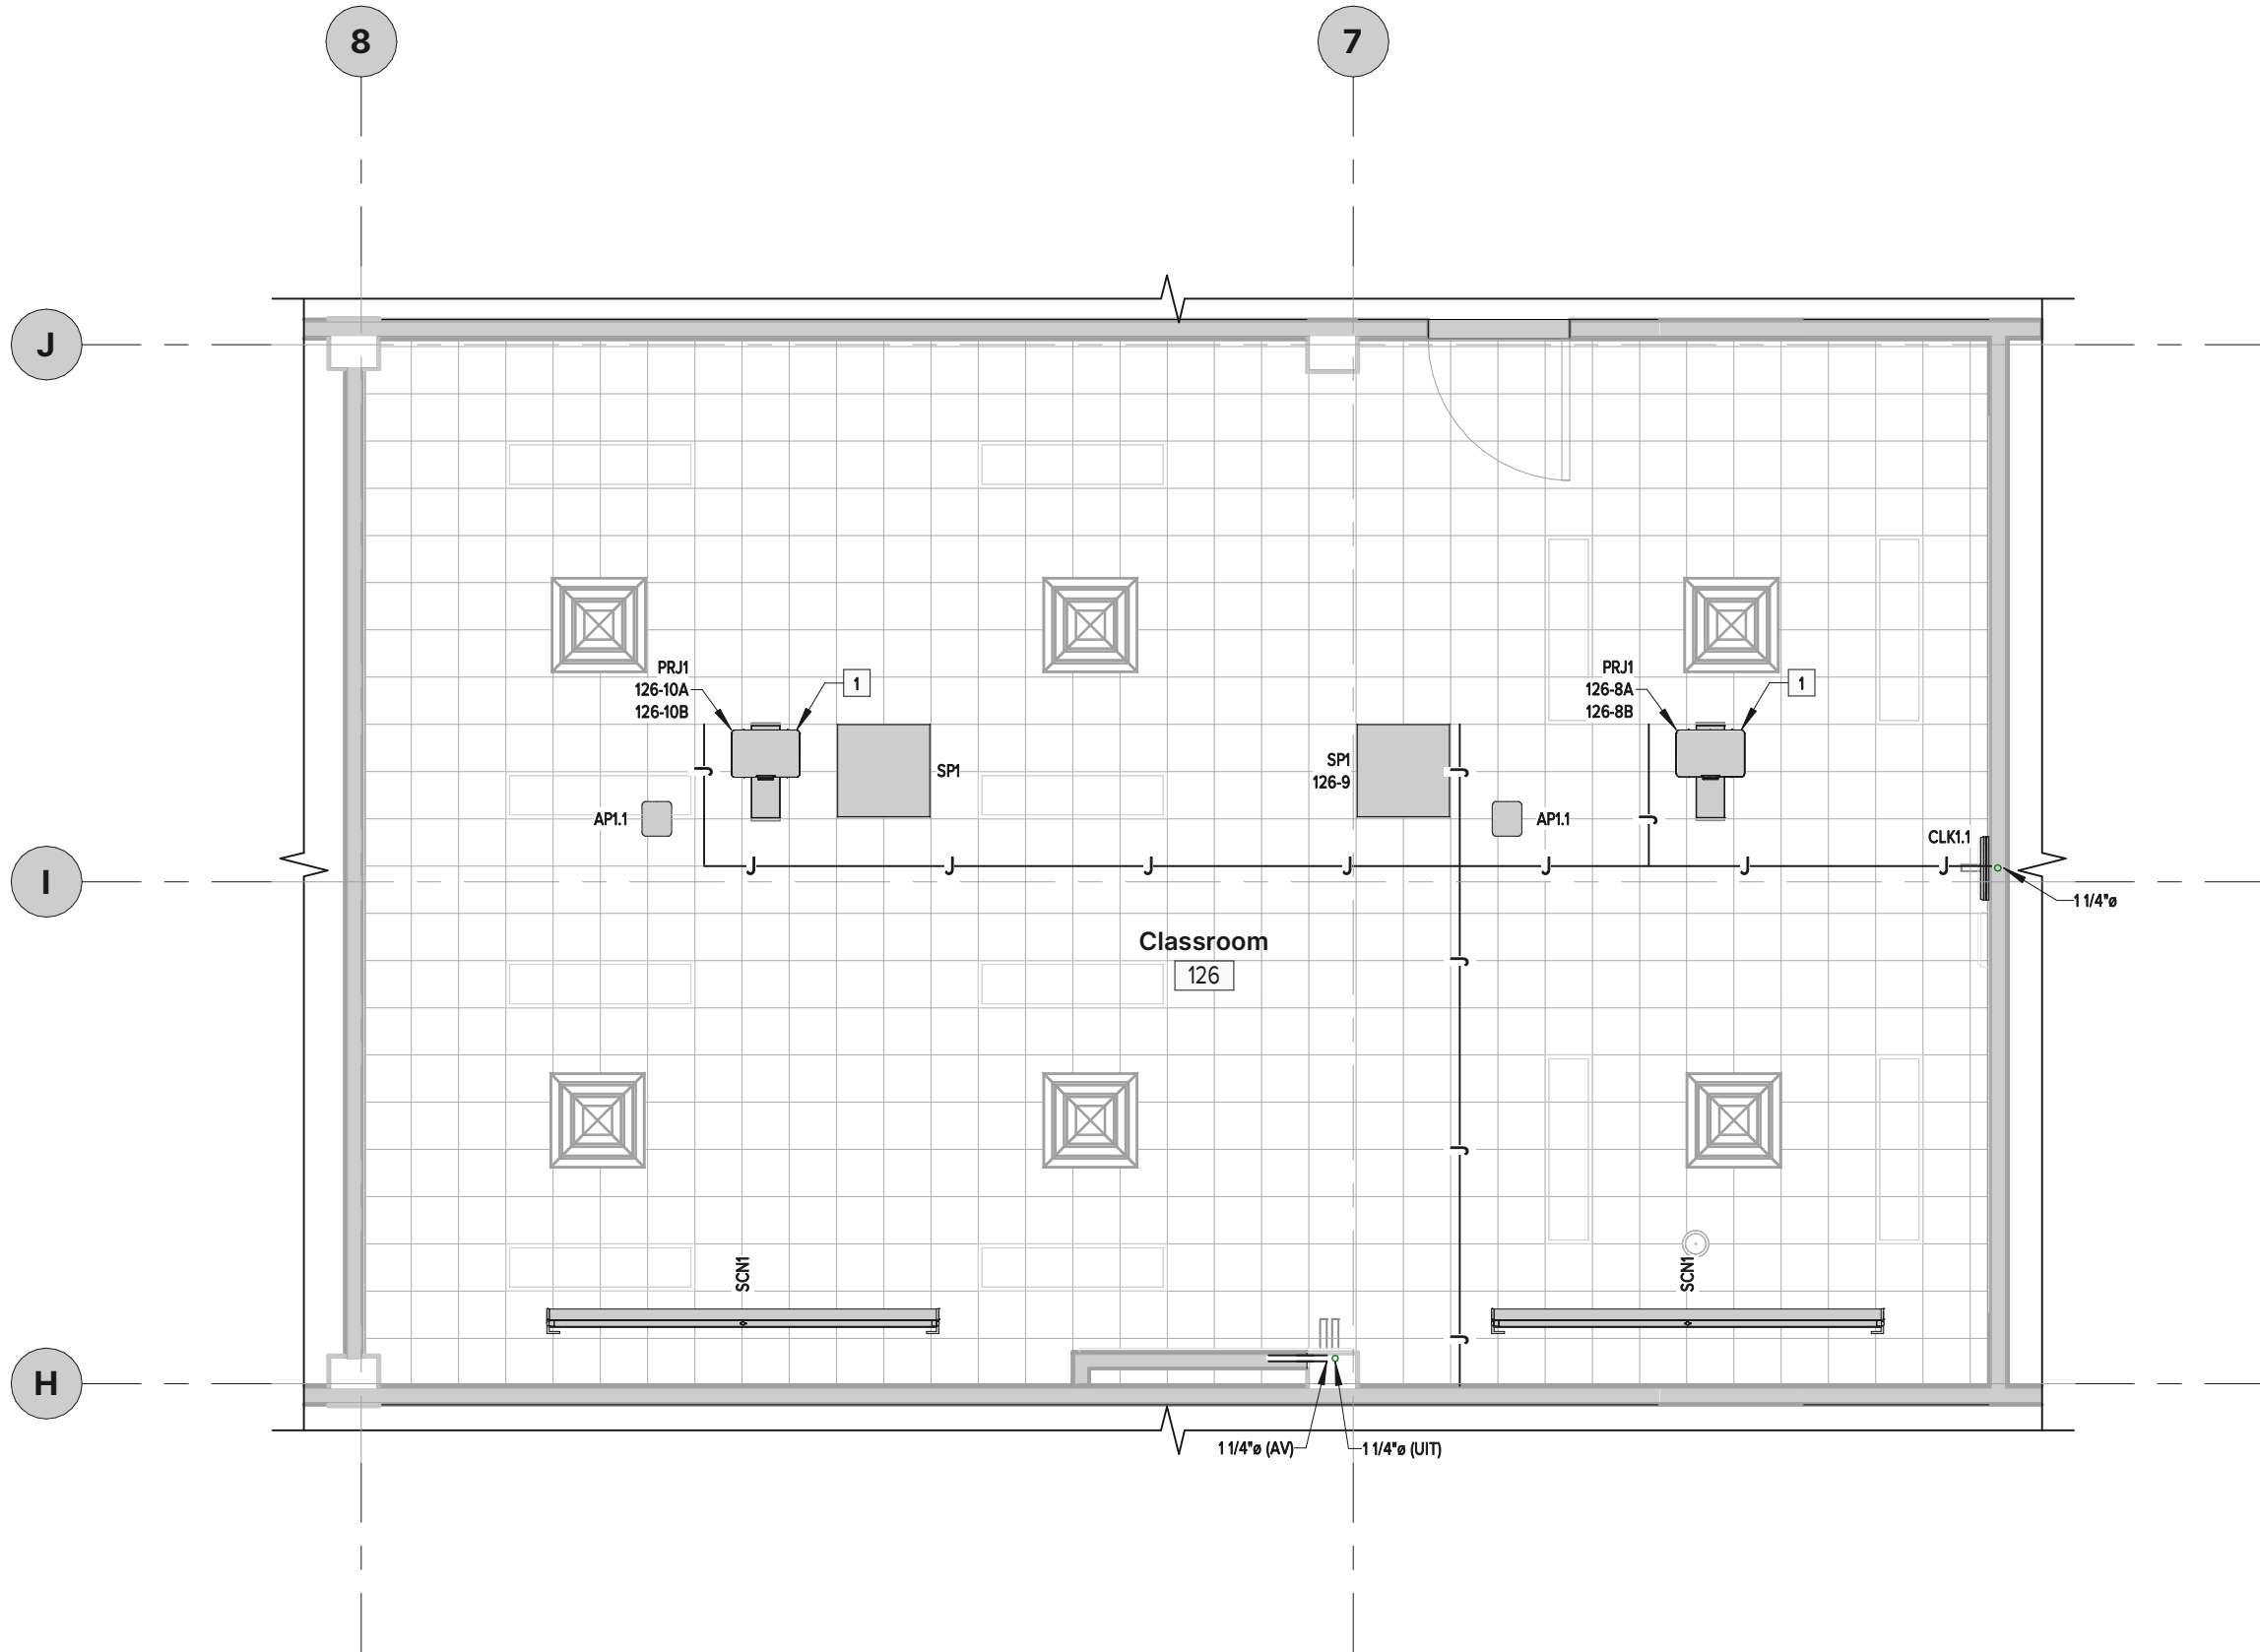 8
7
J
PRJ1
126-10A
126-10B
1
PRJ1
126-8A
126-8B
1
SP1
SP1
126-9
J
J
AP1.1
AP1.1
J
CLK1.1
J
J
J
J
J
J
J
I
1 1/4"ø
Classroom
126
J
J
SCN1
SCN1
J
H
1 1/4"ø (AV)
1 1/4"ø (UIT)